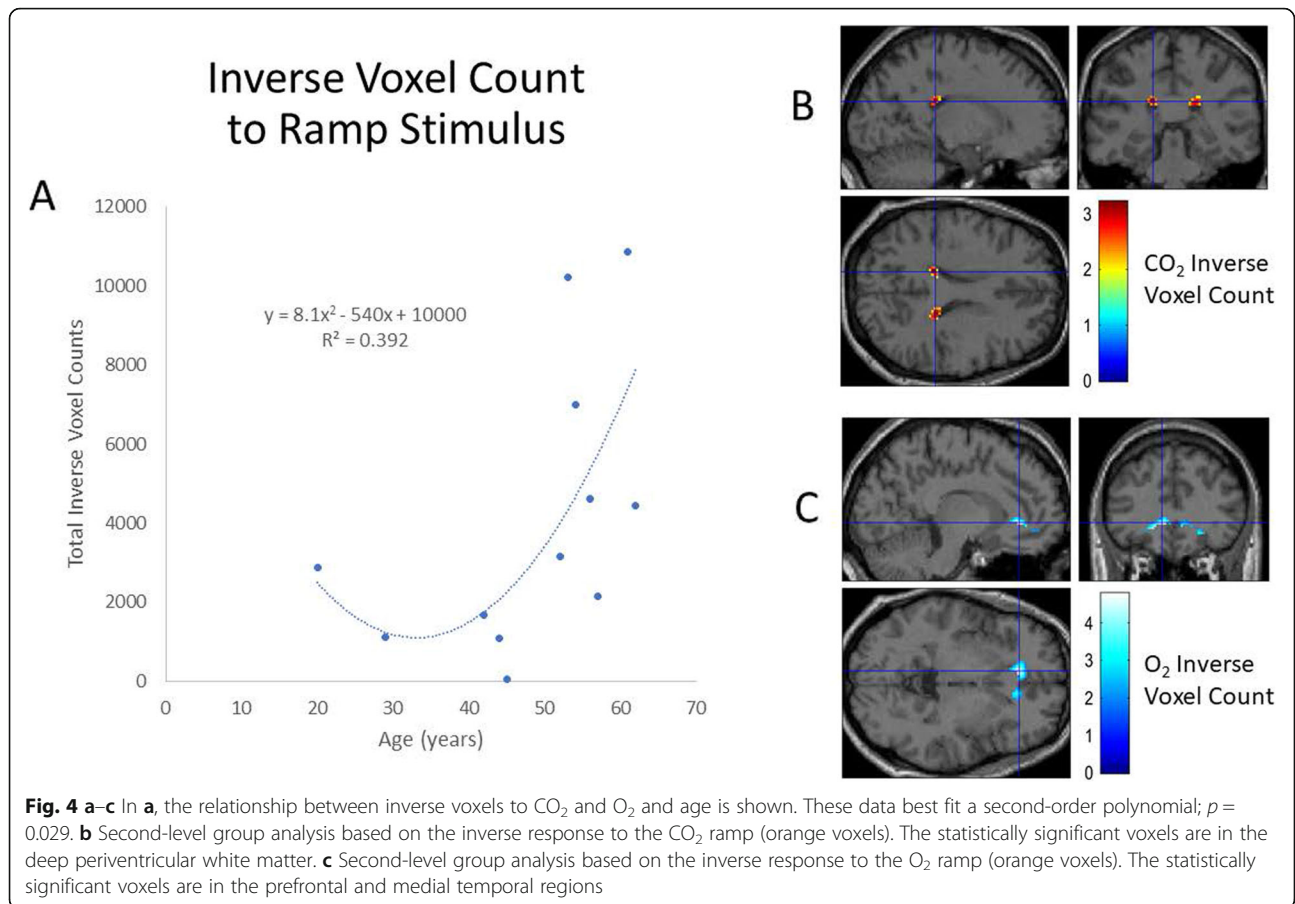 Inverse Voxel Count
to Ramp Stimulus
A
12000
10000
8000
6000
4000
2000
0
Total Inverse Voxel Counts
y = 8.1x² - 540x + 10000
R² = 0.392
0 10 20 30 40 50 60 70
Age (years)
B
3
2
1
0
CO₂ Inverse
Voxel Count
C
4
3
2
1
0
O₂ Inverse
Voxel Count
Fig. 4 a–c In a, the relationship between inverse voxels to CO₂ and O₂ and age is shown. These data best fit a second-order polynomial; p =
0.029. b Second-level group analysis based on the inverse response to the CO₂ ramp (orange voxels). The statistically significant voxels are in the
deep periventricular white matter. c Second-level group analysis based on the inverse response to the O₂ ramp (orange voxels). The statistically
significant voxels are in the prefrontal and medial temporal regions